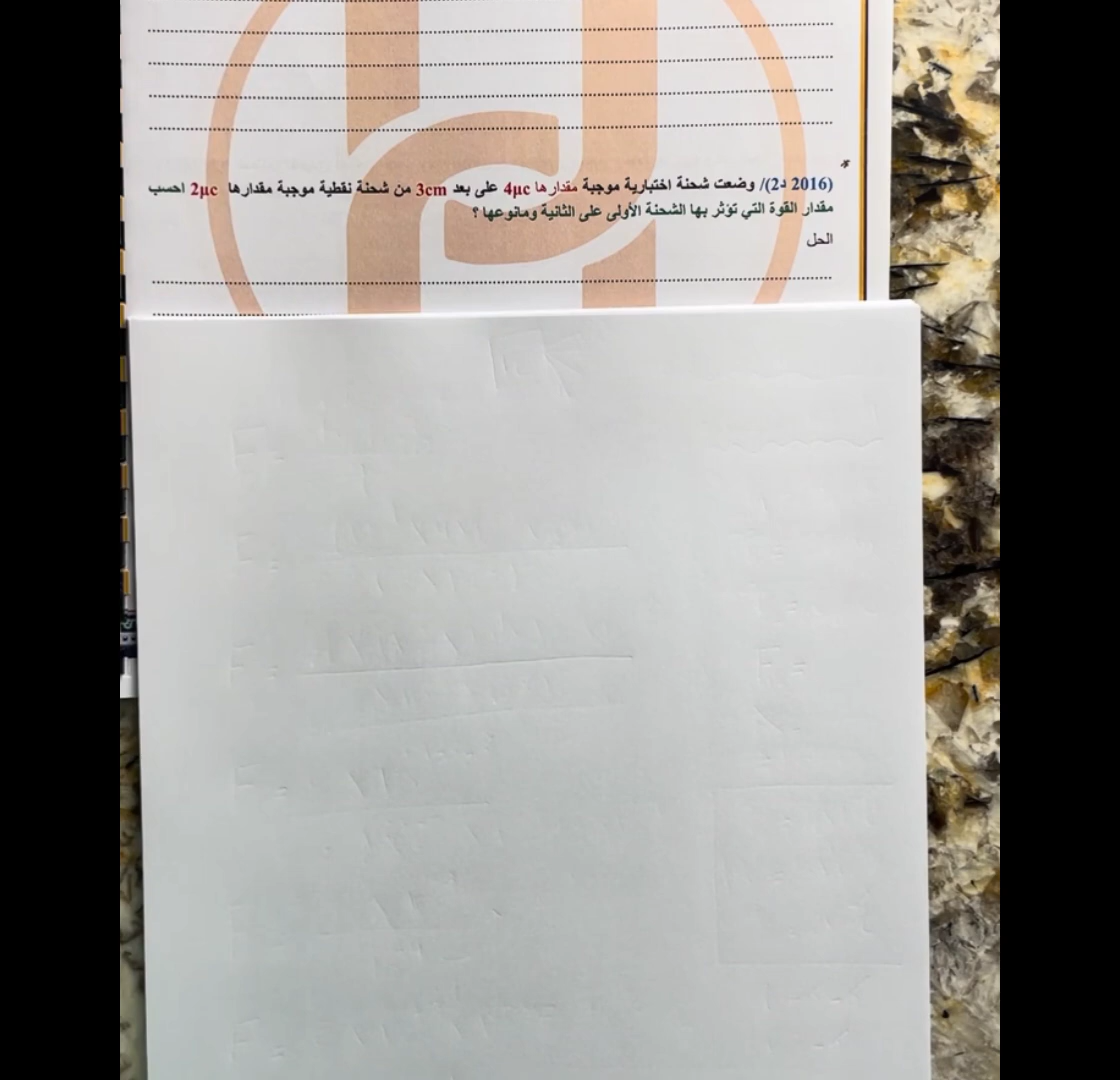 (2016 د2)/ وضعت شحنة اختبارية موجبة مقدارها 4µc على بعد 3cm من شحنة نقطية موجبة مقدارها 2µc احسب
مقدار القوة التي تؤثر بها الشحنة الأولى على الثانية ومانوعها ؟
الحل